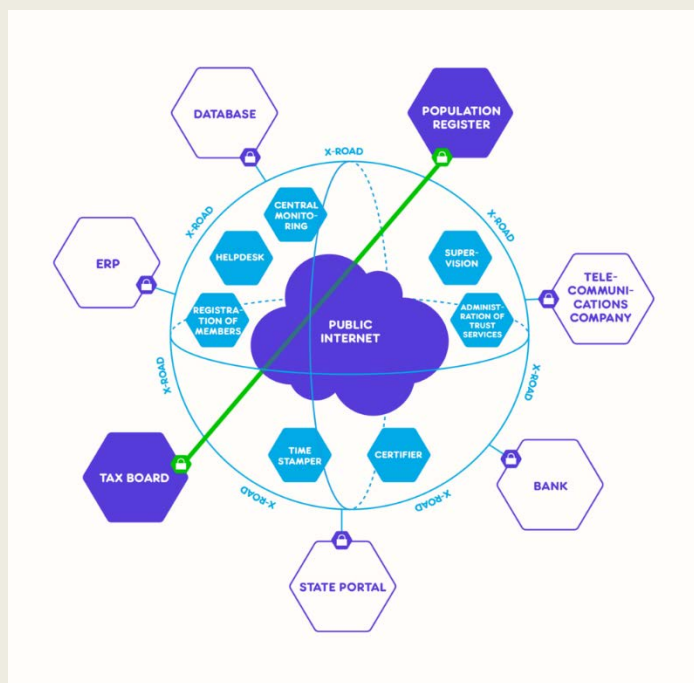 DATABASE
POPULATION
REGISTER
X-ROAD
X-ROAD
X-ROAD
CENTRAL
MONITO-
RING
HELPDESK
SUPER-
VISION
ERP
TELE-
COMMUNI-
CATIONS
COMPANY
REGISTRA-
TION OF
MEMBERS
PUBLIC
INTERNET
ADMINIST-
RATION OF
TRUST
SERVICES
X-ROAD
X-ROAD
TAX BOARD
TIME
STAMPER
CERTIFIER
BANK
X-ROAD
X-ROAD
STATE PORTAL